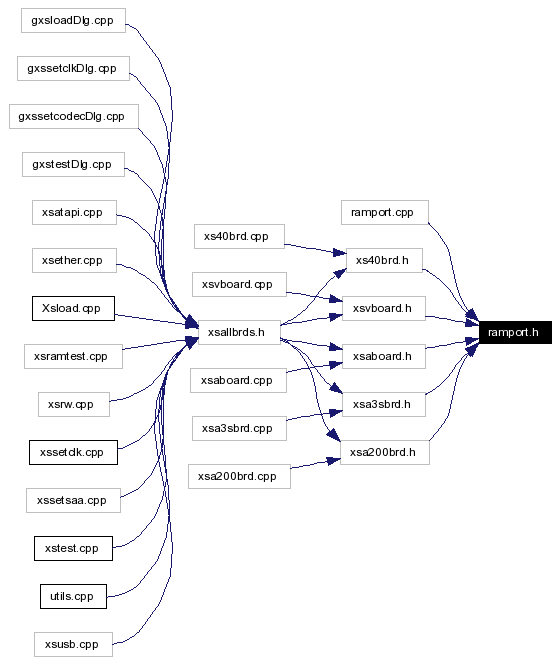 gxsloadDlg.cpp
gxssetclkDlg.cpp
gxssetcodecDlg.cpp
gxstestDlg.cpp
xsatapi.cpp
xsether.cpp
Xsload.cpp
xsramtest.cpp
xsrw.cpp
xssetdk.cpp
xssetsaa.cpp
xstest.cpp
utils.cpp
xsusb.cpp
xs40brd.cpp
xsvboard.cpp
xsallbrds.h
xsaboard.cpp
xsa3sbrd.cpp
xsa200brd.cpp
ramport.cpp
xs40brd.h
xsvboard.h
xsaboard.h
xsa3sbrd.h
xsa200brd.h
ramport.h